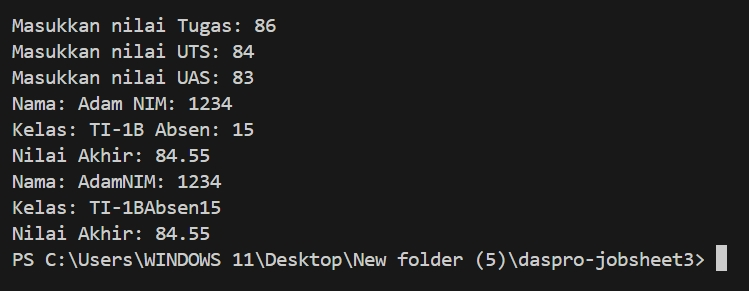 Masukkan nilai Tugas: 86
Masukkan nilai UTS: 84
Masukkan nilai UAS: 83
Nama: Adam NIM: 1234
Kelas: TI-1B Absen: 15
Nilai Akhir: 84.55
Nama: AdamNIM: 1234
Kelas: TI-1BAbsen15
Nilai Akhir: 84.55
PS C:\Users\WINDOWS 11\Desktop\New folder (5)\daspro-jobsheet3>